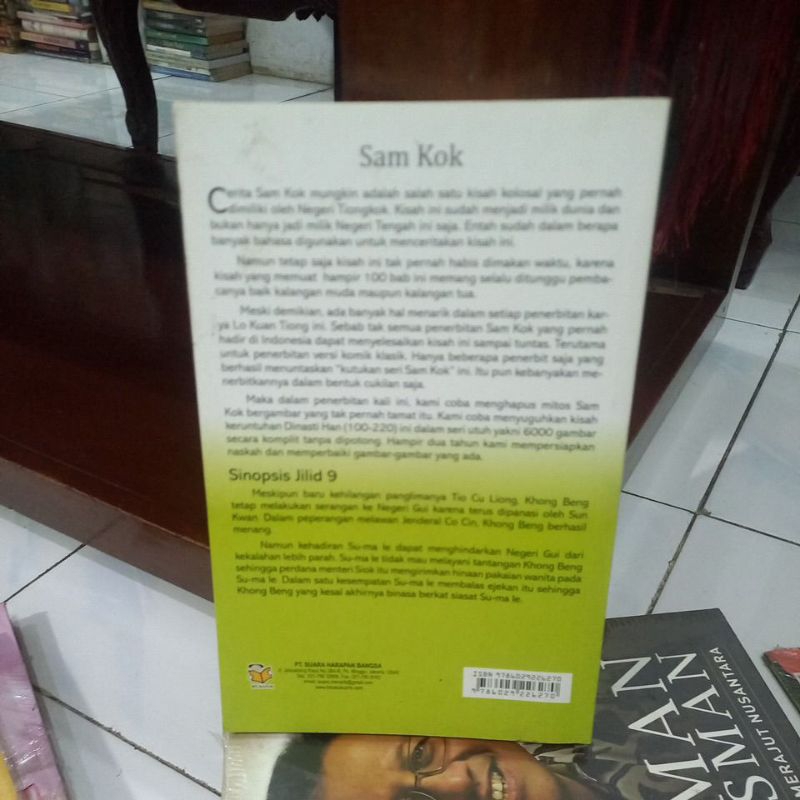 Sam Kok
Cerita Sam Kok mungkin adalah salah satu kisah kolosal yang pernah
dimiliki oleh Negeri Tiongkok. Kisah ini sudah menjadi milik dunia dan
bukan hanya jadi milik Negeri Tengah ini saja. Entah sudah dalam berapa
banyak bahasa digunakan untuk menceritakan kisah ini.
Namun tetap saja kisah ini tak pernah habis dimakan waktu, karena
kisah yang memuat hampir 100 bab ini memang selalu ditunggu pemba-
canya baik kalangan muda maupun kalangan tua.
Meski demikian, ada banyak hal menarik dalam setiap penerbitan kar-
ya Lo Kuan Tiong ini. Sebab tak semua penerbitan Sam Kok yang pernah
hadir di Indonesia dapat menyelesaikan kisah ini sampai tuntas. Terutama
untuk penerbitan versi komik klasik. Hanya beberapa penerbit saja yang
berhasil menuntaskan "kutukan seri Sam Kok" ini. Itu pun kebanyakan me-
nerbitkannya dalam bentuk cukilan saja.
Maka dalam penerbitan kali ini, kami coba menghapus mitos Sam
Kok bergambar yang tak pernah tamat itu. Kami coba menyuguhkan kisah
keruntuhan Dinasti Han (100-220) ini dalam seri utuh yakni 6000 gambar
secara komplit tanpa dipotong. Hampir dua tahun kami mempersiapkan
naskah dan memperbaiki gambar-gambar yang ada.
Sinopsis Jilid 9
Meskipun baru kehilangan panglimanya Tio Cu Liong, Khong Beng
tetap melakukan serangan ke Negeri Gui karena terus dipanasi oleh Sun
Kwan. Dalam peperangan melawan Jenderal Co Cin, Khong Beng berhasil
menang.
Namun kehadiran Su-ma Ie dapat menghindarkan Negeri Gui dari
kekalahan lebih parah. Su-ma Ie tidak mau melayani tantangan Khong Beng
sehingga perdana menteri Siok itu mengirimkan hinaan pakaian wanita pada
Su-ma Ie. Dalam satu kesempatan Su-ma Ie membalas ejekan itu sehingga
Khong Beng yang kesal akhirnya binasa berkat siasat Su-ma Ie.
PT. SUARA HARAPAN BANGSA
ISBN 9786029226270
9 786029 226270
MAN
SMAN
MERAJUT NUSANTARA